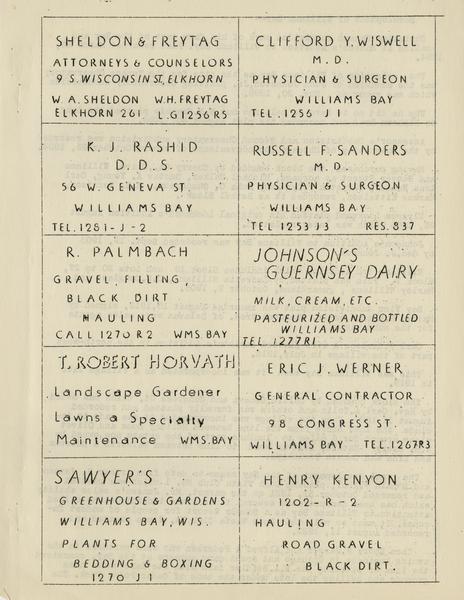 SHELDON & FREYTAG
ATTORNEYS & COUNSELORS
9 S. WISCONSIN ST, ELKHORN
W. A. SHELDON W.H. FREYTAG
ELKHORN 261 L.G 1256 R5
CLIFFORD Y. WISWELL
M. D.
PHYSICIAN & SURGEON
WILLIAMS BAY
TEL. 1256 J 1
K. J. RASHID
D. D. S.
56 W. GENEVA ST.
WILLIAMS BAY
TEL. 1281-J-2
RUSSELL F. SANDERS
M. D.
PHYSICIAN & SURGEON
WILLIAMS BAY
TEL 1253 J3 RES. 837
R. PALMBACH
GRAVEL, FILLING,
BLACK DIRT
HAULING
CALL 1270 R2 WMS. BAY
JOHNSON'S
GUERNSEY DAIRY
MILK, CREAM, ETC.
PASTEURIZED AND BOTTLED
WILLIAMS BAY
TEL 1277R1
T. ROBERT HORVATH
Landscape Gardener
Lawns a Specialty
Maintenance WMS. BAY
ERIC J. WERNER
GENERAL CONTRACTOR
98 CONGRESS ST.
WILLIAMS BAY TEL. 1267R3
SAWYER'S
GREENHOUSE & GARDENS
WILLIAMS BAY, WIS.
PLANTS FOR
BEDDING & BOXING
1270 J 1
HENRY KENYON
1202 - R - 2
HAULING
ROAD GRAVEL
BLACK DIRT.